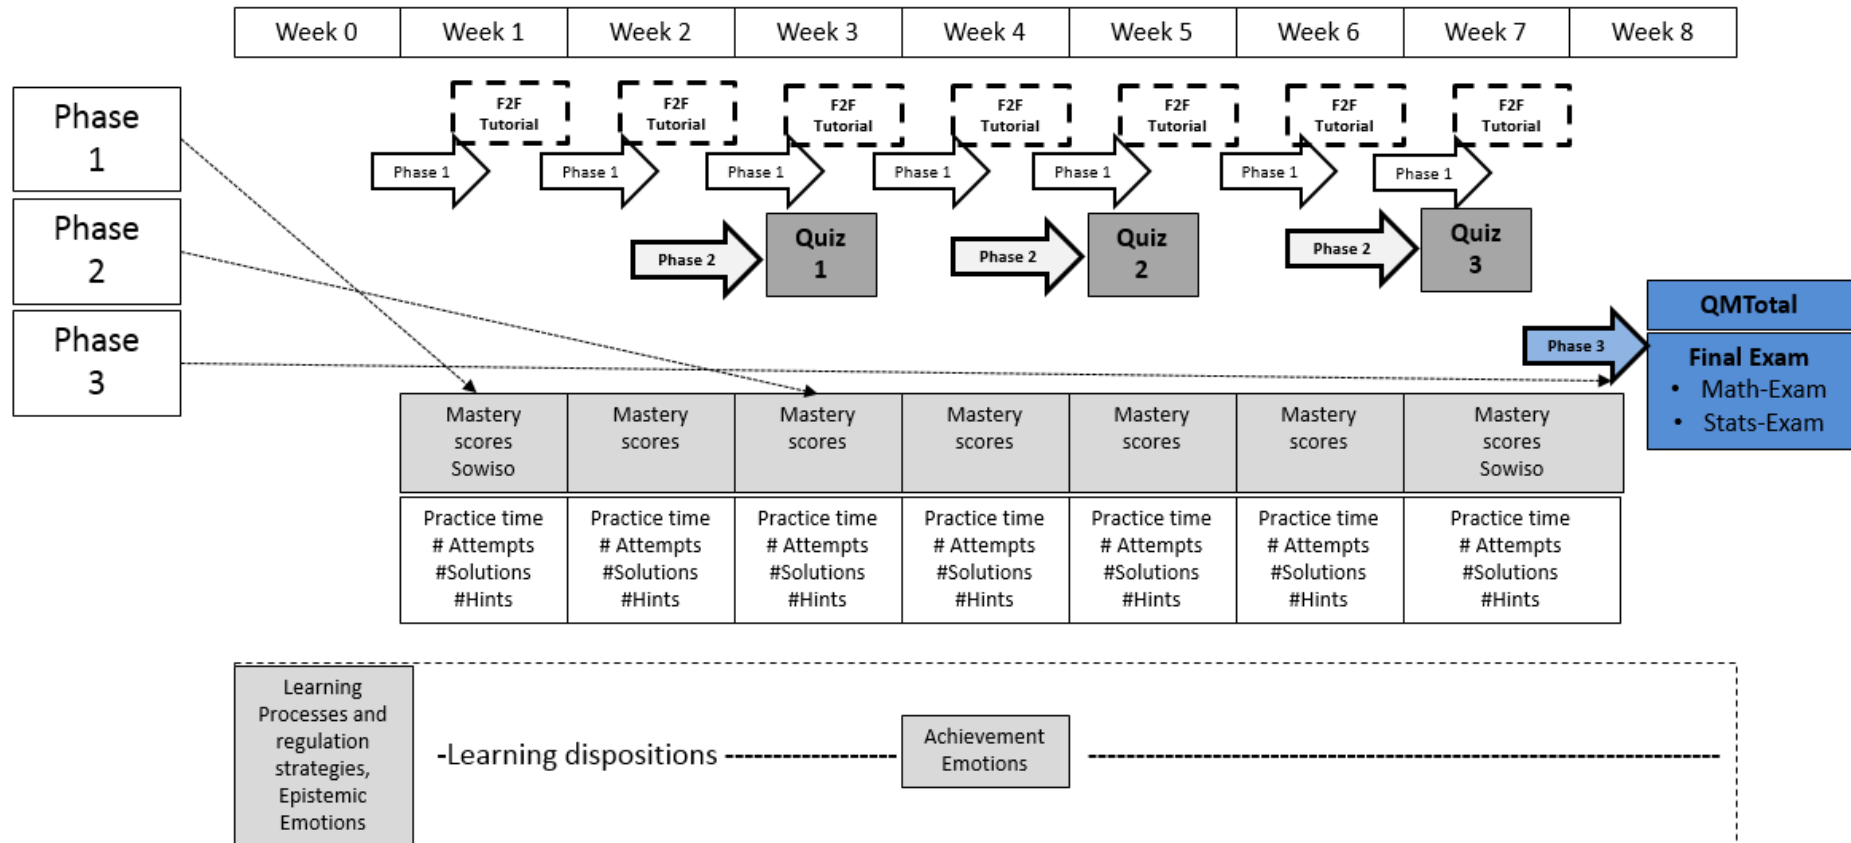 Week 0
Week 1
Week 2
Week 3
Week 4
Week 5
Week 6
Week 7
Week 8
Phase
1
Phase
2
Phase
3
F2F
Tutorial
F2F
Tutorial
F2F
Tutorial
F2F
Tutorial
F2F
Tutorial
F2F
Tutorial
F2F
Tutorial
Phase 1
Phase 1
Phase 1
Phase 1
Phase 1
Phase 1
Phase 1
Phase 2
Quiz
1
Phase 2
Quiz
2
Phase 2
Quiz
3
Phase 3
QMTotal
Final Exam
• Math-Exam
• Stats-Exam
Mastery
scores
Sowiso
Mastery
scores
Mastery
scores
Mastery
scores
Mastery
scores
Mastery
scores
Mastery
scores
Sowiso
Practice time
# Attempts
#Solutions
#Hints
Practice time
# Attempts
#Solutions
#Hints
Practice time
# Attempts
#Solutions
#Hints
Practice time
# Attempts
#Solutions
#Hints
Practice time
# Attempts
#Solutions
#Hints
Practice time
# Attempts
#Solutions
#Hints
Practice time
# Attempts
#Solutions
#Hints
Learning
Processes and
regulation
strategies,
Epistemic
Emotions
-Learning dispositions
Achievement
Emotions